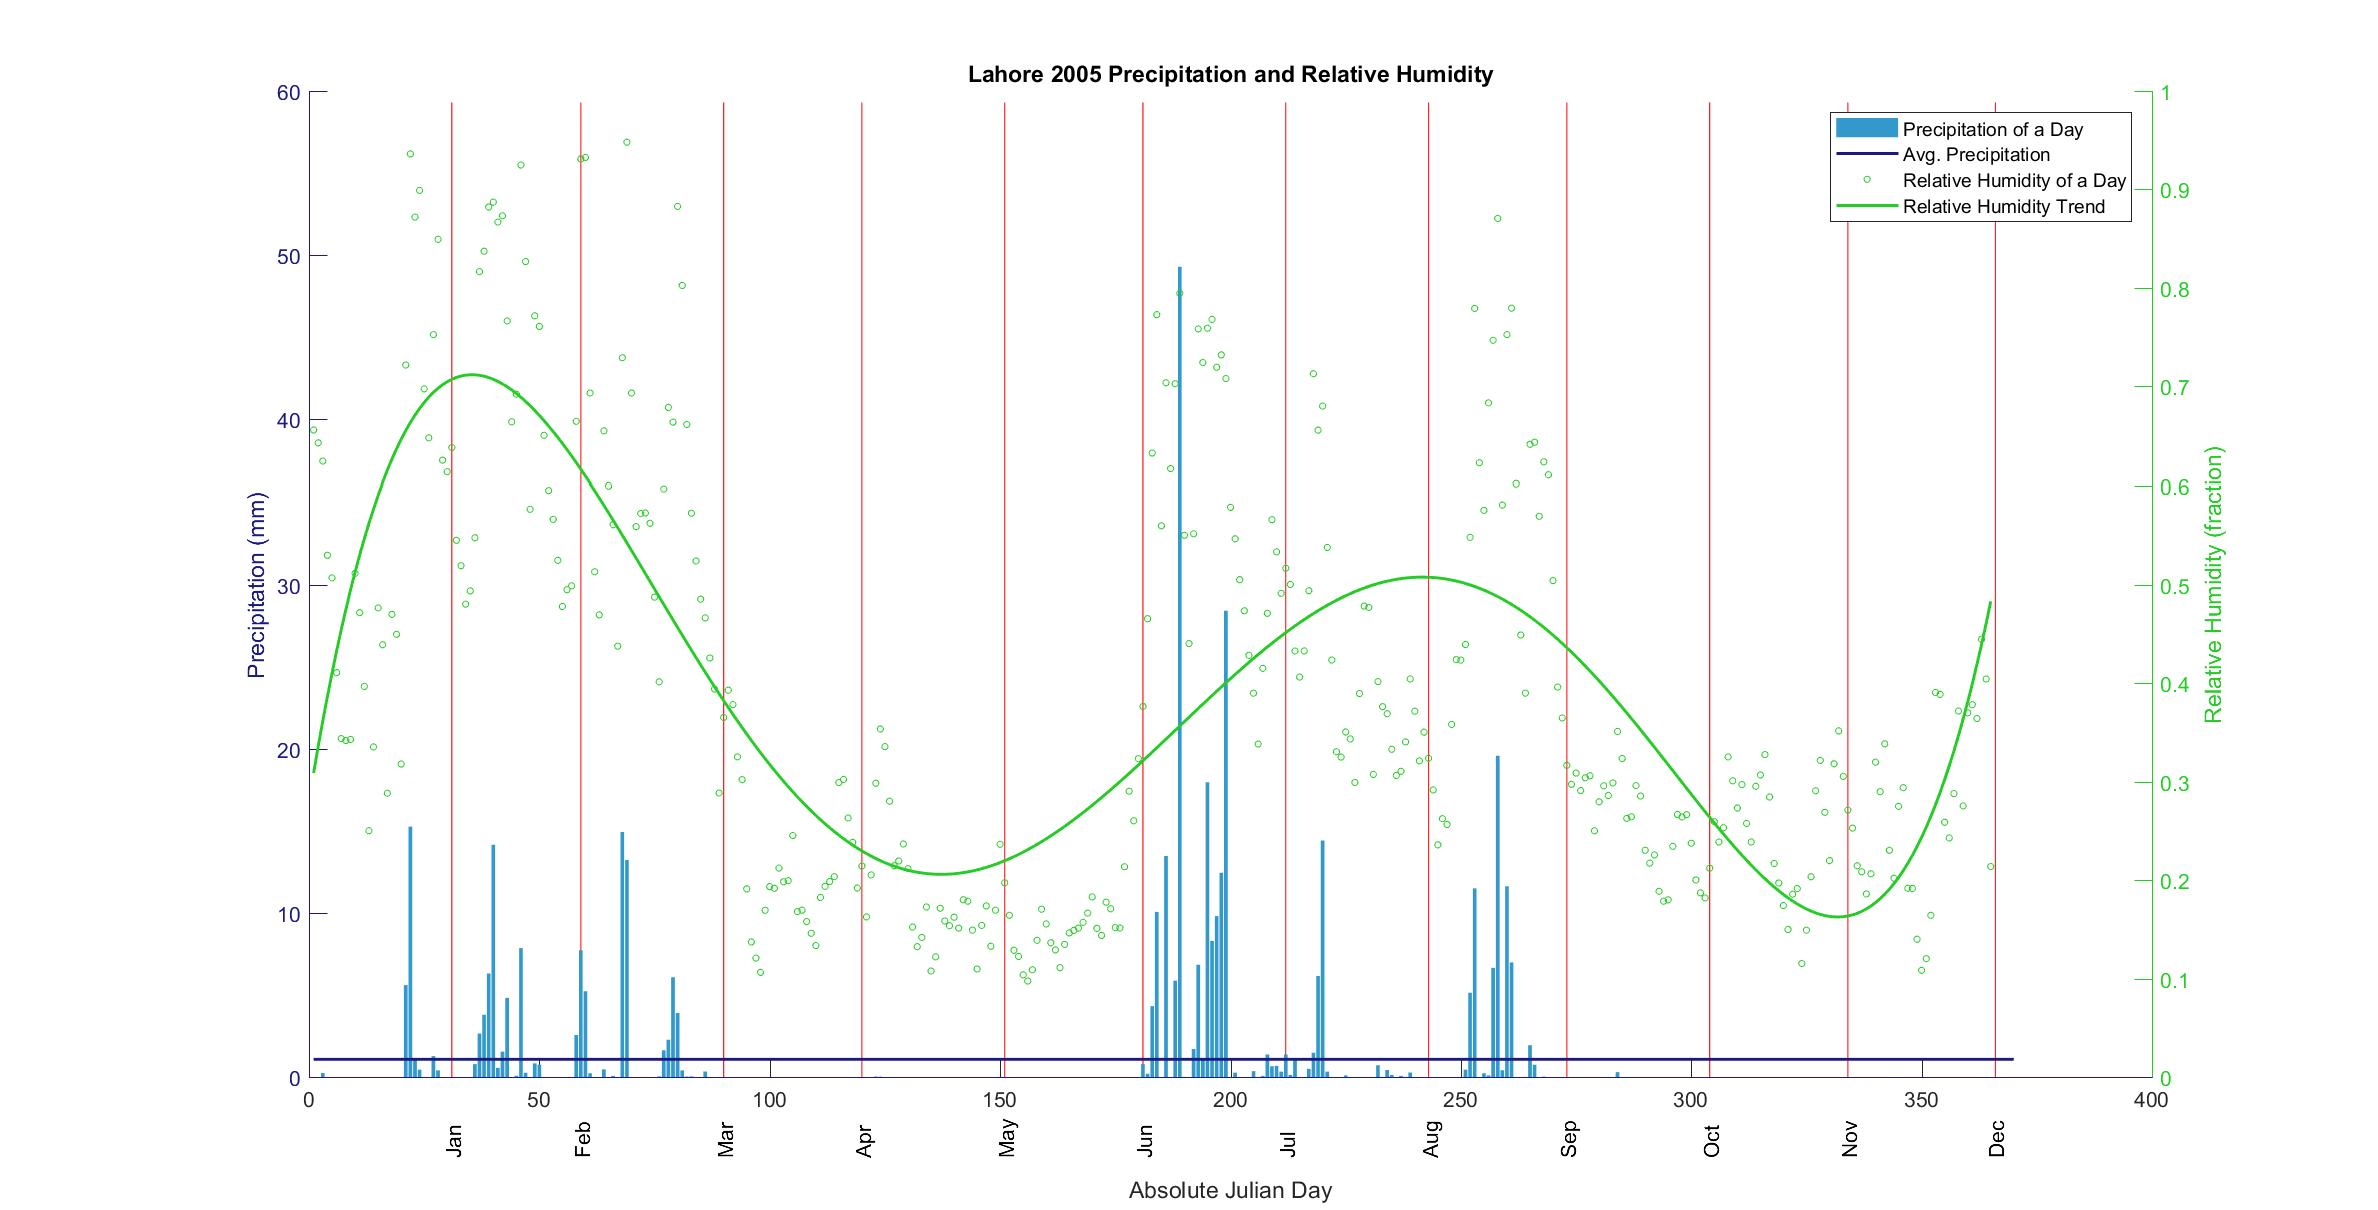 Lahore 2005 Precipitation and Relative Humidity
Precipitation of a Day
Avg. Precipitation
Relative Humidity of a Day
Relative Humidity Trend
60
50
40
30
20
10
0
Precipitation (mm)
1
0.9
0.8
0.7
0.6
0.5
0.4
0.3
0.2
0.1
0
Relative Humidity (fraction)
0 50 100 150 200 250 300 350 400
Jan Feb Mar Apr May Jun Jul Aug Sep Oct Nov Dec
Absolute Julian Day